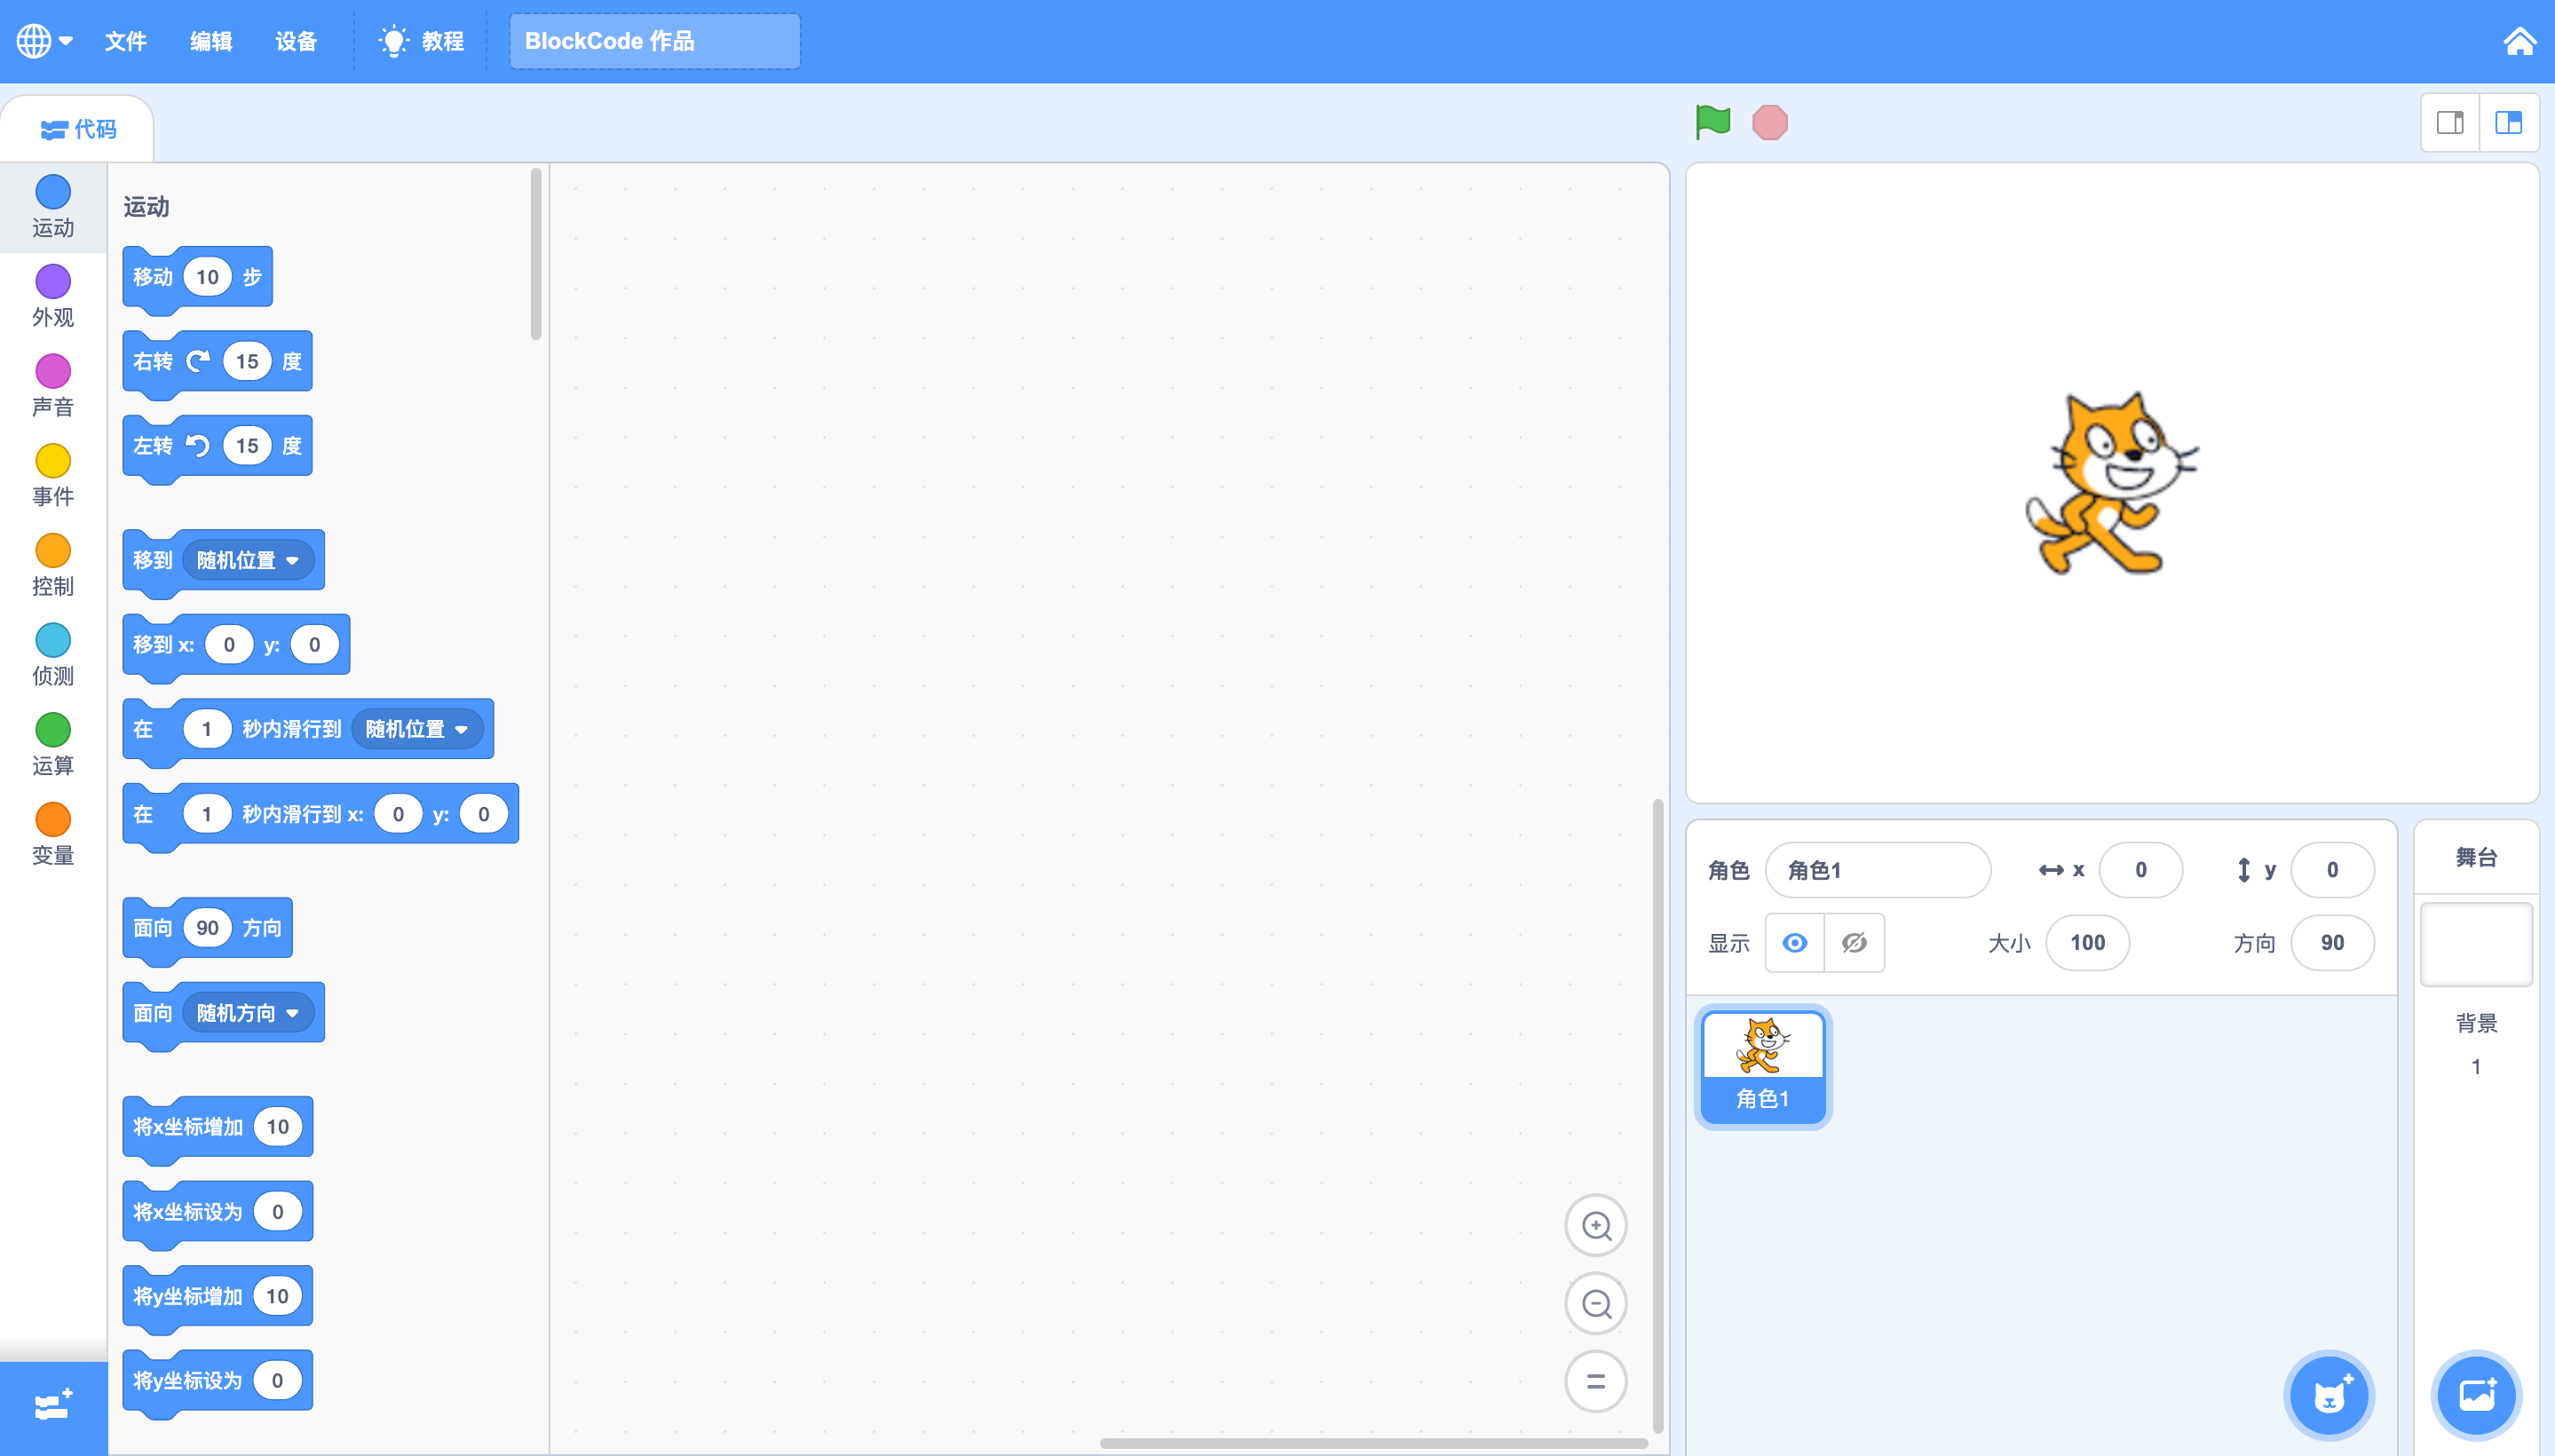 文件 编辑 设备 教程 BlockCode 作品
代码
运动
外观
声音
事件
控制
侦测
运算
变量
运动
移动 10 步
右转 15 度
左转 15 度
移到 随机位置
移到 x: 0 y: 0
在 1 秒内滑行到 随机位置
在 1 秒内滑行到 x: 0 y: 0
面向 90 方向
面向 随机方向
将x坐标增加 10
将x坐标设为 0
将y坐标增加 10
将y坐标设为 0
角色 角色1 x 0 y 0
显示 大小 100 方向 90
角色1
舞台
背景
1